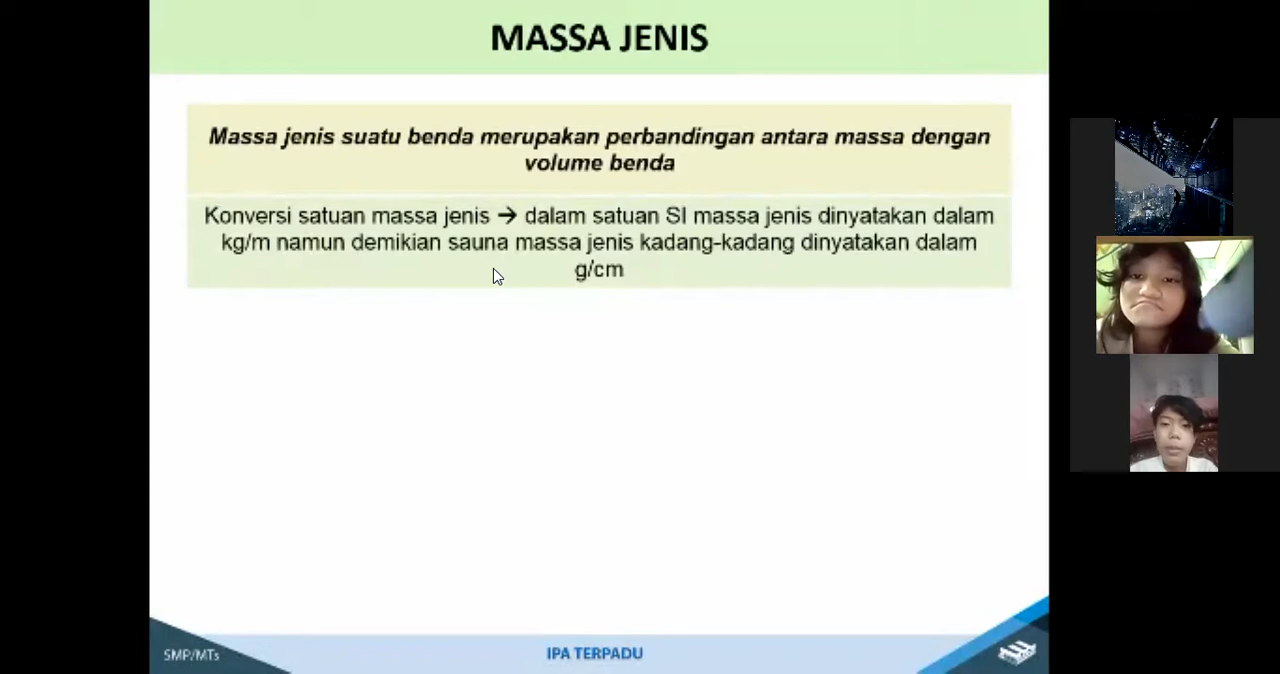 MASSA JENIS
Massa jenis suatu benda merupakan perbandingan antara massa dengan
volume benda
Konversi satuan massa jenis → dalam satuan SI massa jenis dinyatakan dalam
kg/m namun demikian sauna massa jenis kadang-kadang dinyatakan dalam
g/cm
SMP/MTs
IPA TERPADU